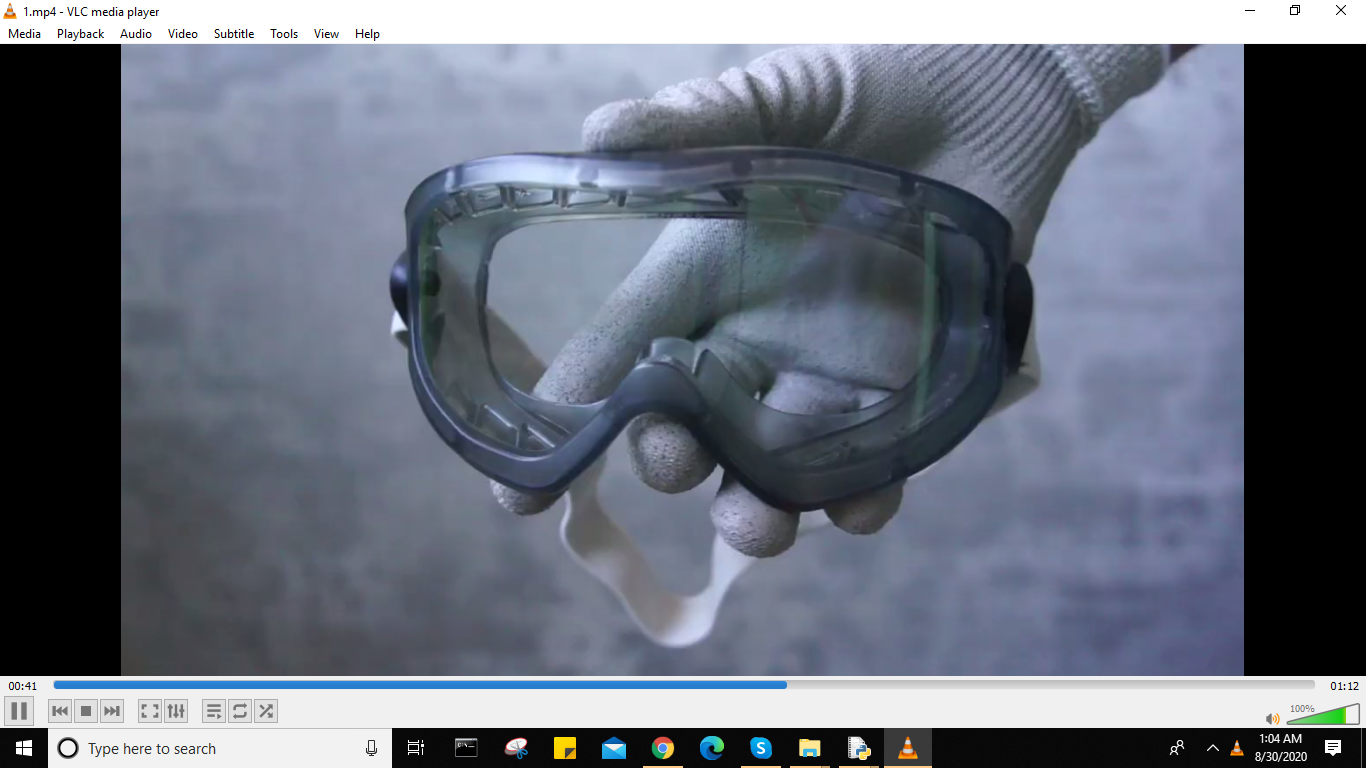 1.mp4 - VLC media player
Media Playback Audio Video Subtitle Tools View Help
00:41
01:12
100%
Type here to search
1:04 AM
8/30/2020